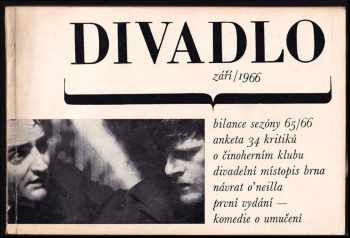 DIVADLO
září/1966
bilance sezóny 65/66
anketa 34 kritiků
o činoherním klubu
divadelní místopis brna
návrat o'neilla
první vydání —
komedie o umučení